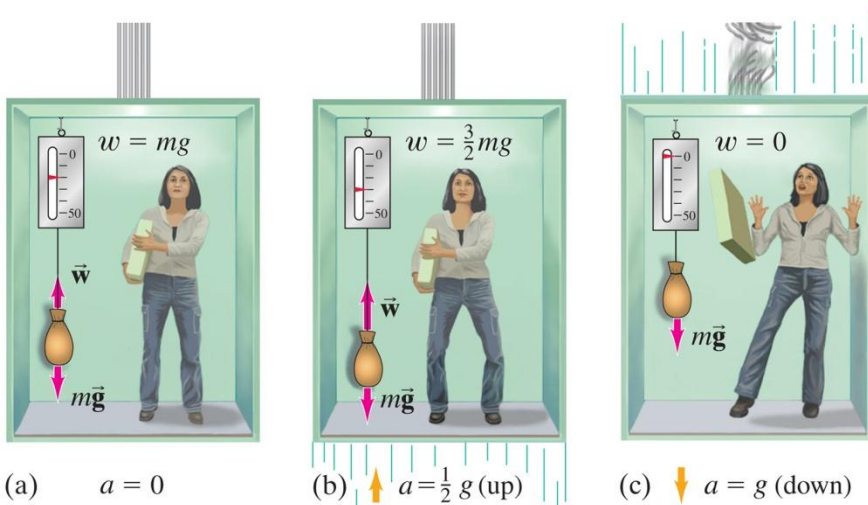 w = mg
0
50
w⃗
mg⃗
(a) a = 0
w = 3/2 mg
0
50
w⃗
mg⃗
(b) a = 1/2 g (up)
w = 0
0
50
mg⃗
(c) a = g (down)